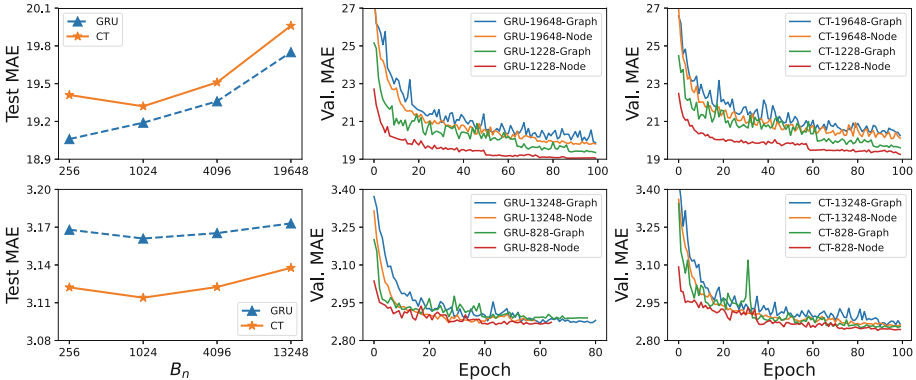 Test MAE
20.1
19.8
19.5
19.2
18.9
256 1024 4096 19648
GRU
CT
Val. MAE
27
25
23
21
19
0 20 40 60 80 100
GRU-19648-Graph
GRU-19648-Node
GRU-1228-Graph
GRU-1228-Node
Val. MAE
27
25
23
21
19
0 20 40 60 80 100
CT-19648-Graph
CT-19648-Node
CT-1228-Graph
CT-1228-Node
Test MAE
3.20
3.17
3.14
3.11
3.08
256 1024 4096 13248
GRU
CT
B_n
Val. MAE
3.40
3.25
3.10
2.95
2.80
0 20 40 60 80
GRU-13248-Graph
GRU-13248-Node
GRU-828-Graph
GRU-828-Node
Epoch
Val. MAE
3.40
3.25
3.10
2.95
2.80
0 20 40 60 80 100
CT-13248-Graph
CT-13248-Node
CT-828-Graph
CT-828-Node
Epoch